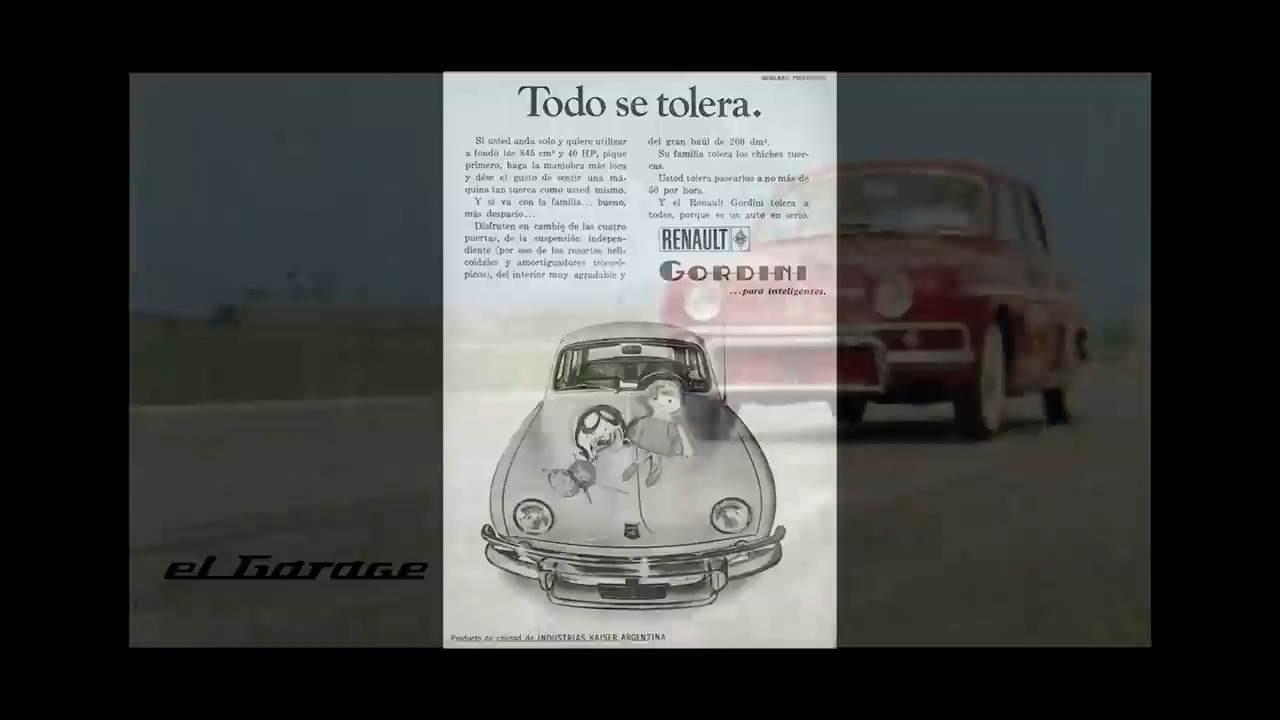 Todo se tolera.
Si usted anda solo y quiere utilizar
a fondo los 845 cm³ y 40 HP, pique
primero, haga la maniobra más loca
y dése el gusto de sentir una má-
quina tan tuerca como usted mismo.
Y si va con la familia... bueno,
más despacio...
Disfruten en cambio de las cuatro
puertas, de la suspensión indepen-
diente (por eso de los resortes heli-
coidales y amortiguadores telescó-
picos), del interior muy agradable y
del gran baúl de 260 dm³.
Su familia tolera los chiches tuer-
cas.
Usted tolera pasearlos a no más de
50 por hora.
Y el Renault Gordini tolera a
todos, porque es un auto en serio.
RENAULT
GORDINI
...para inteligentes.
el Garage
Producto de calidad de INDUSTRIAS KAISER ARGENTINA